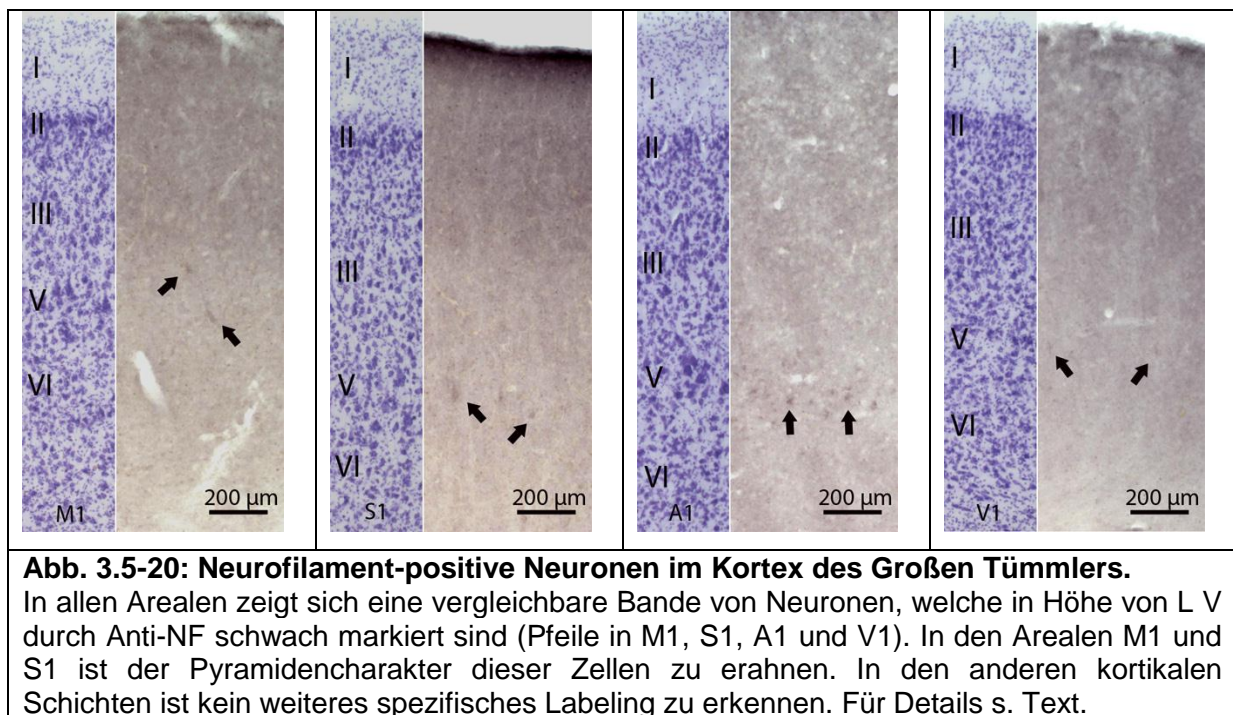 I
II
III
V
VI
M1
200 µm
I
II
III
V
VI
S1
200 µm
I
II
III
V
VI
A1
200 µm
I
II
III
V
VI
V1
200 µm
Abb. 3.5-20: Neurofilament-positive Neuronen im Kortex des Großen Tümmlers.
In allen Arealen zeigt sich eine vergleichbare Bande von Neuronen, welche in Höhe von L V
durch Anti-NF schwach markiert sind (Pfeile in M1, S1, A1 und V1). In den Arealen M1 und
S1 ist der Pyramidencharakter dieser Zellen zu erahnen. In den anderen kortikalen
Schichten ist kein weiteres spezifisches Labeling zu erkennen. Für Details s. Text.